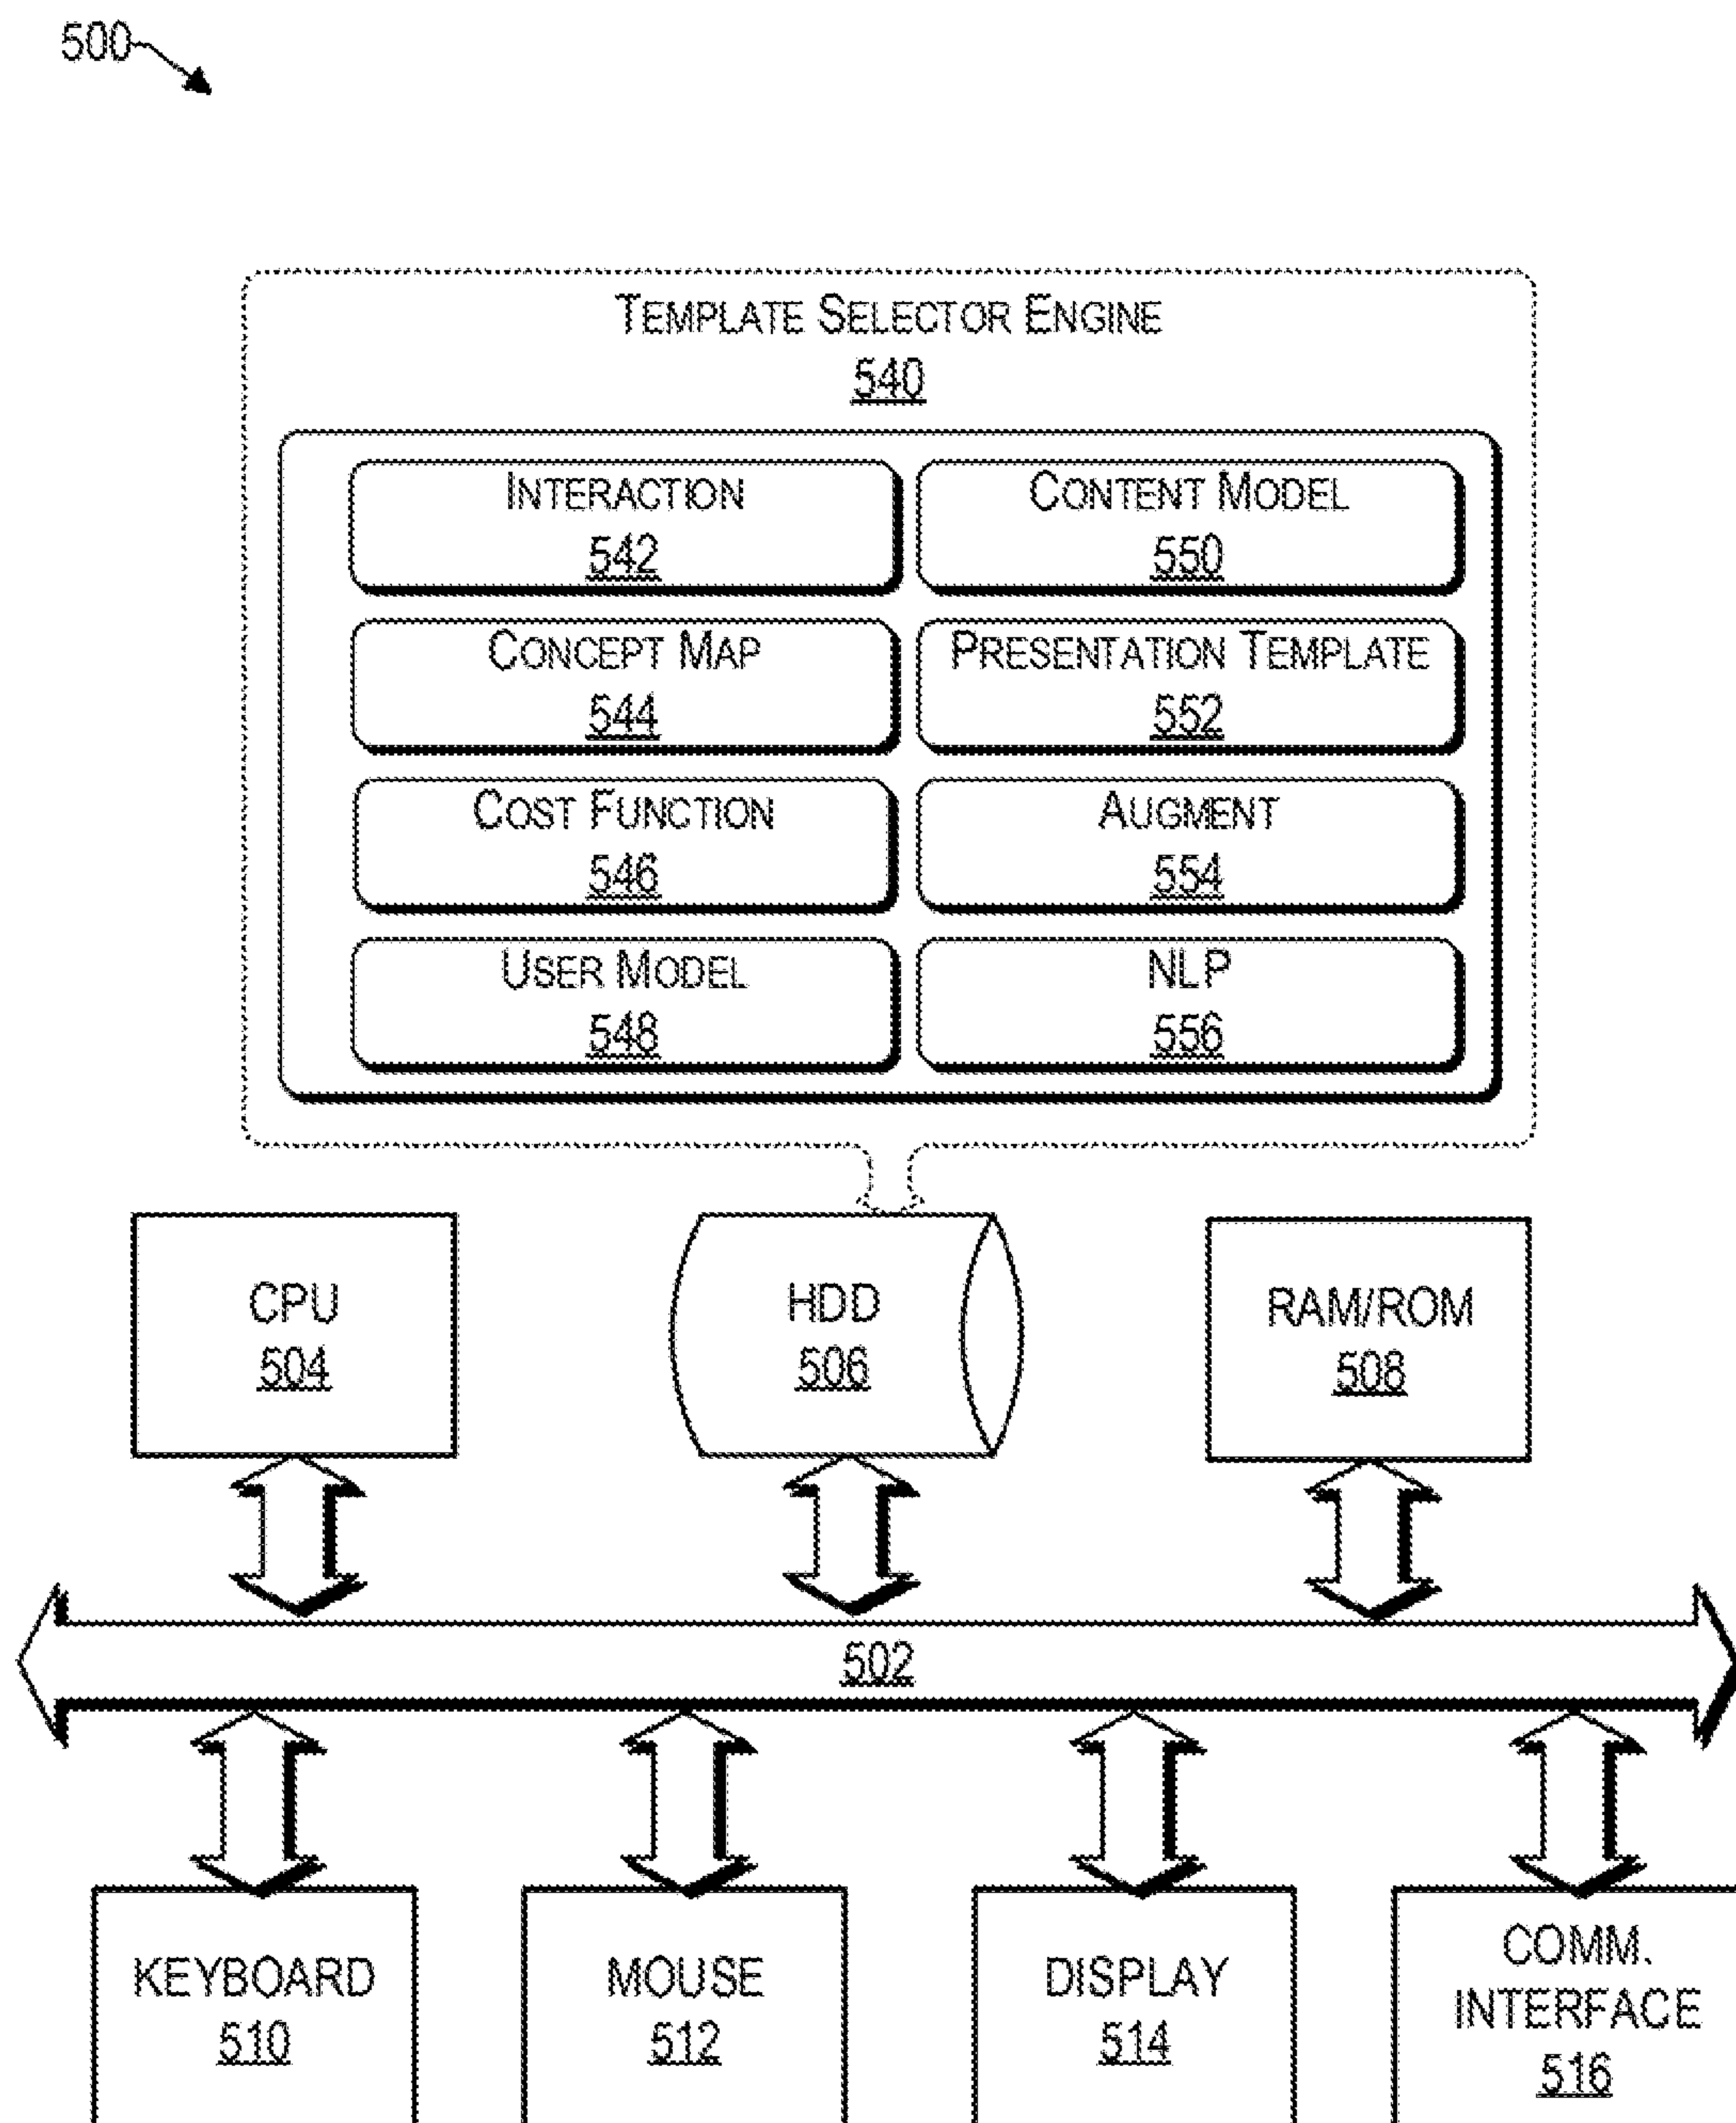 500
TEMPLATE SELECTOR ENGINE
540
INTERACTION
542
CONTENT MODEL
550
CONCEPT MAP
544
PRESENTATION TEMPLATE
552
COST FUNCTION
546
AUGMENT
554
USER MODEL
548
NLP
556
CPU
504
HDD
506
RAM/ROM
508
502
KEYBOARD
510
MOUSE
512
DISPLAY
514
COMM.
INTERFACE
516